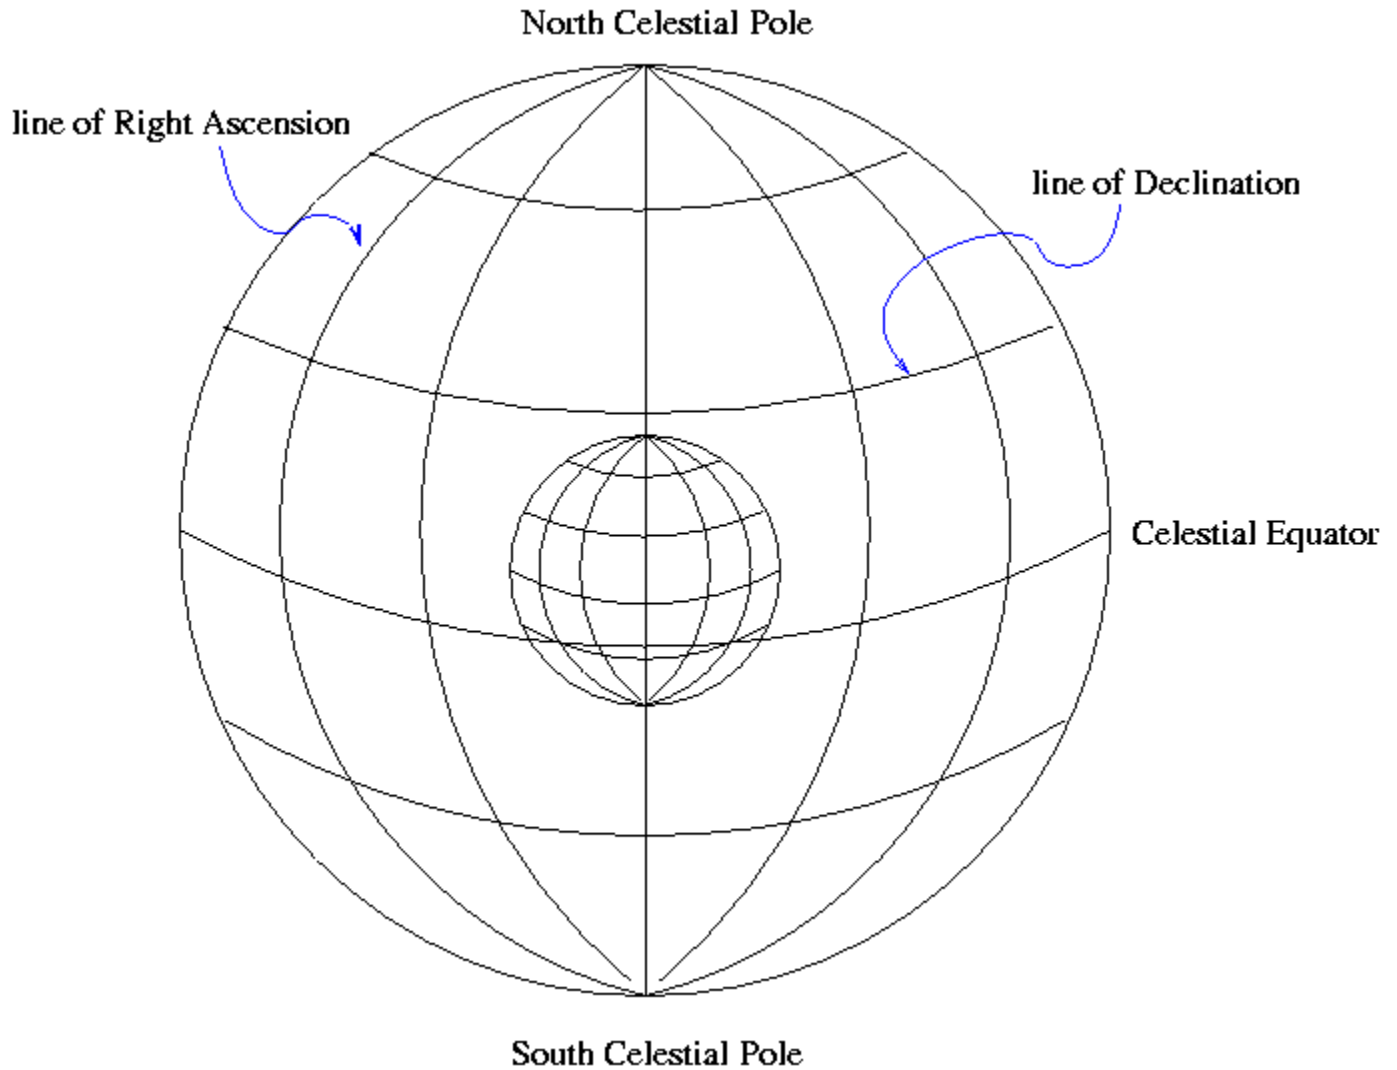 North Celestial Pole
line of Right Ascension
line of Declination
Celestial Equator
South Celestial Pole